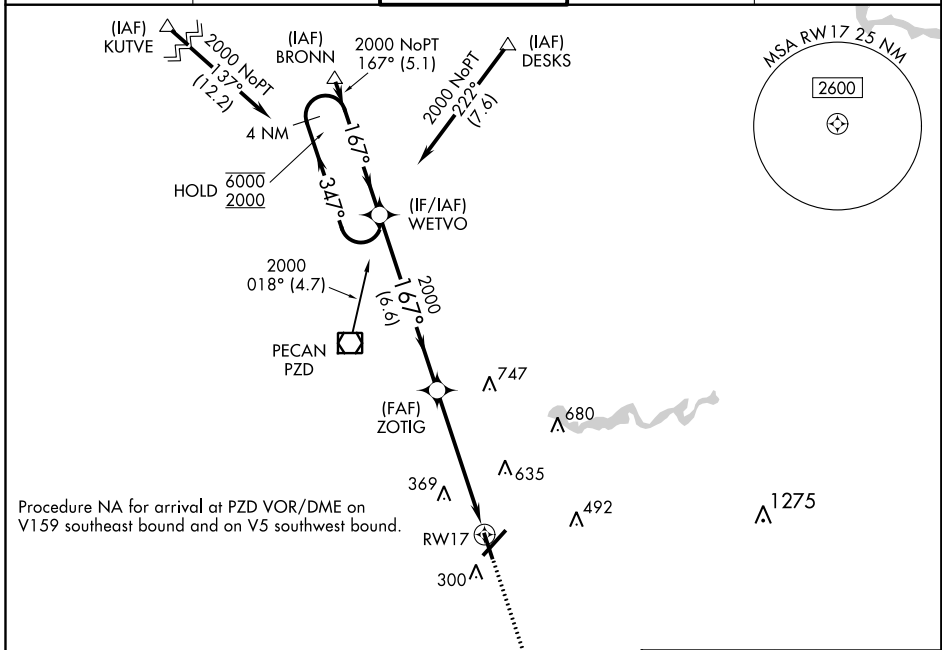 (IAF)
KUTVE
2000 NoPT
137°
(12.2)
(IAF)
BRONN
2000 NoPT
167° (5.1)
(IAF)
DESKS
2000 NoPT
222°
(7.6)
MSA RW17 25 NM
2600
4 NM
167°
347°
HOLD
6000
2000
(IF/IAF)
WETVO
2000
018° (4.7)
2000
167°
(6.6)
PECAN
PZD
747
(FAF)
ZOTIG
680
635
369
492
1275
Procedure NA for arrival at PZD VOR/DME on
V159 southeast bound and on V5 southwest bound.
RW17
300